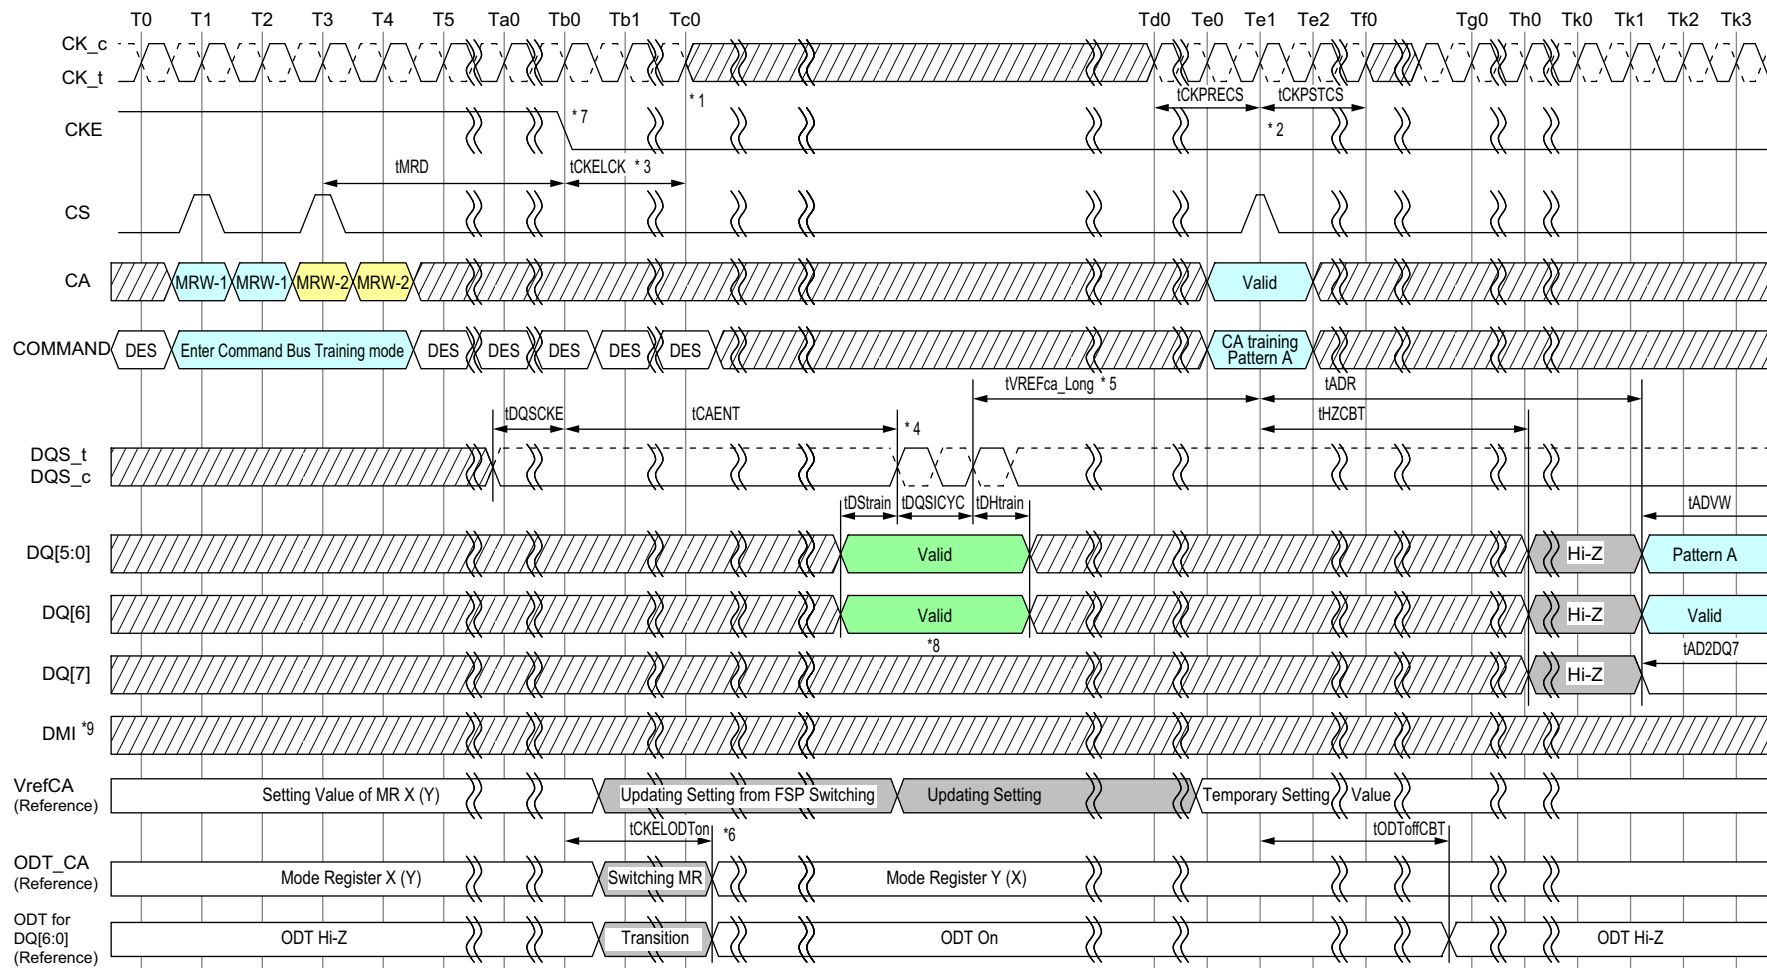 T0 T1 T2 T3 T4 T5 Ta0 Tb0 Tb1 Tc0 Td0 Te0 Te1 Te2 Tf0 Tg0 Th0 Tk0 Tk1 Tk2 Tk3
CK_c
CK_t
* 1
tCKPRECS tCKPSTCS
CKE
* 7
* 2
tMRD tCKELCK * 3
CS
CA
MRW-1 MRW-1 MRW-2 MRW-2 Valid
COMMAND
DES Enter Command Bus Training mode DES DES DES DES DES CA training
Pattern A
tVREFca_Long * 5 tADR
tDQSCKE tCAENT * 4 tHZCBT
DQS_t
DQS_c
tDStrain tDQSICYC tDHtrain tADVW
DQ[5:0] Valid Hi-Z Pattern A
DQ[6] Valid Hi-Z Valid
*8 tAD2DQ7
DQ[7] Hi-Z
DMI *9
VrefCA
(Reference)
Setting Value of MR X (Y) Updating Setting from FSP Switching Updating Setting Temporary Setting Value
tCKELODTon *6 tODToffCBT
ODT_CA
(Reference)
Mode Register X (Y) Switching MR Mode Register Y (X)
ODT for
DQ[6:0]
(Reference)
ODT Hi-Z Transition ODT On ODT Hi-Z